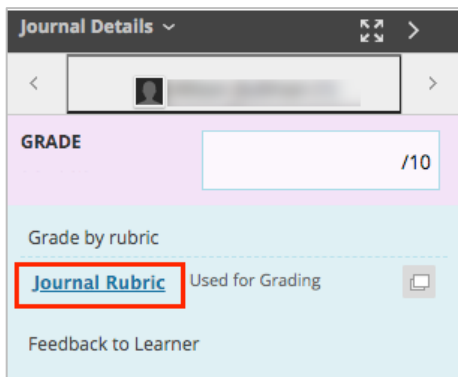 Journal Details
GRADE
/10
Grade by rubric
Journal Rubric Used for Grading
Feedback to Learner